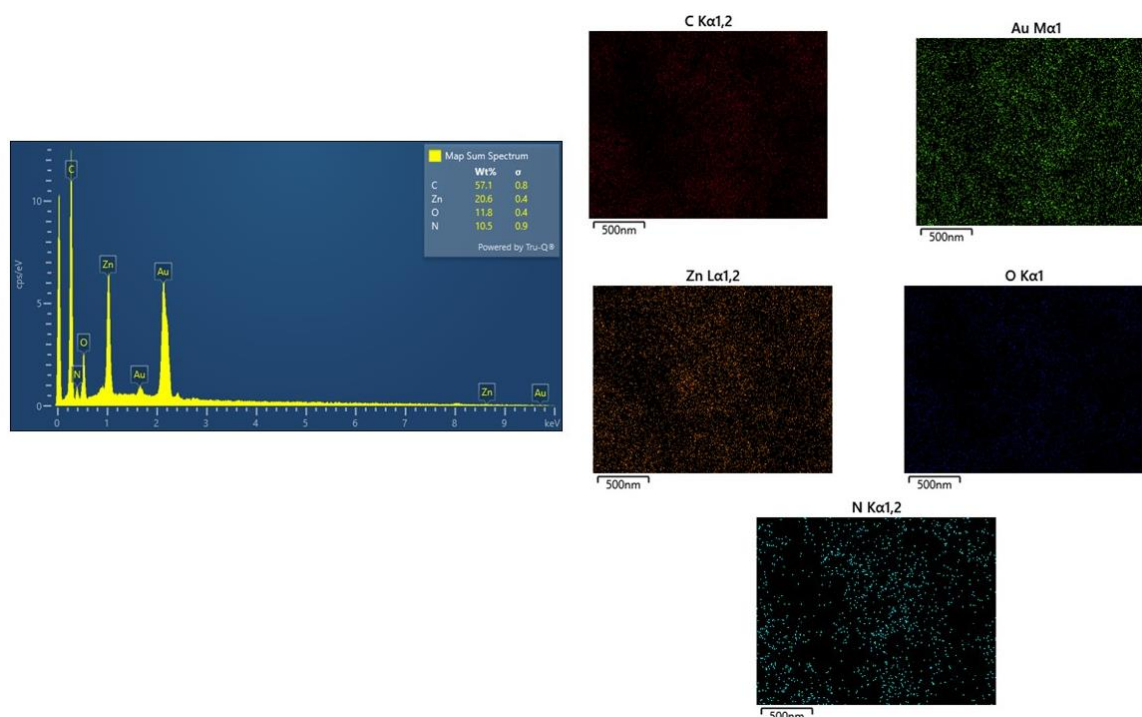 C Kα1,2
500nm
Au Mα1
500nm
Map Sum Spectrum
Wt% σ
C 57.1 0.8
Zn 20.6 0.4
O 11.8 0.4
N 10.5 0.9
Powered by Tru-Q®
cps/eV
10
5
0
C
Zn
Au
O
N
Au
Zn
Au
0 1 2 3 4 5 6 7 8 9 keV
Zn Lα1,2
500nm
O Kα1
500nm
N Kα1,2
500nm